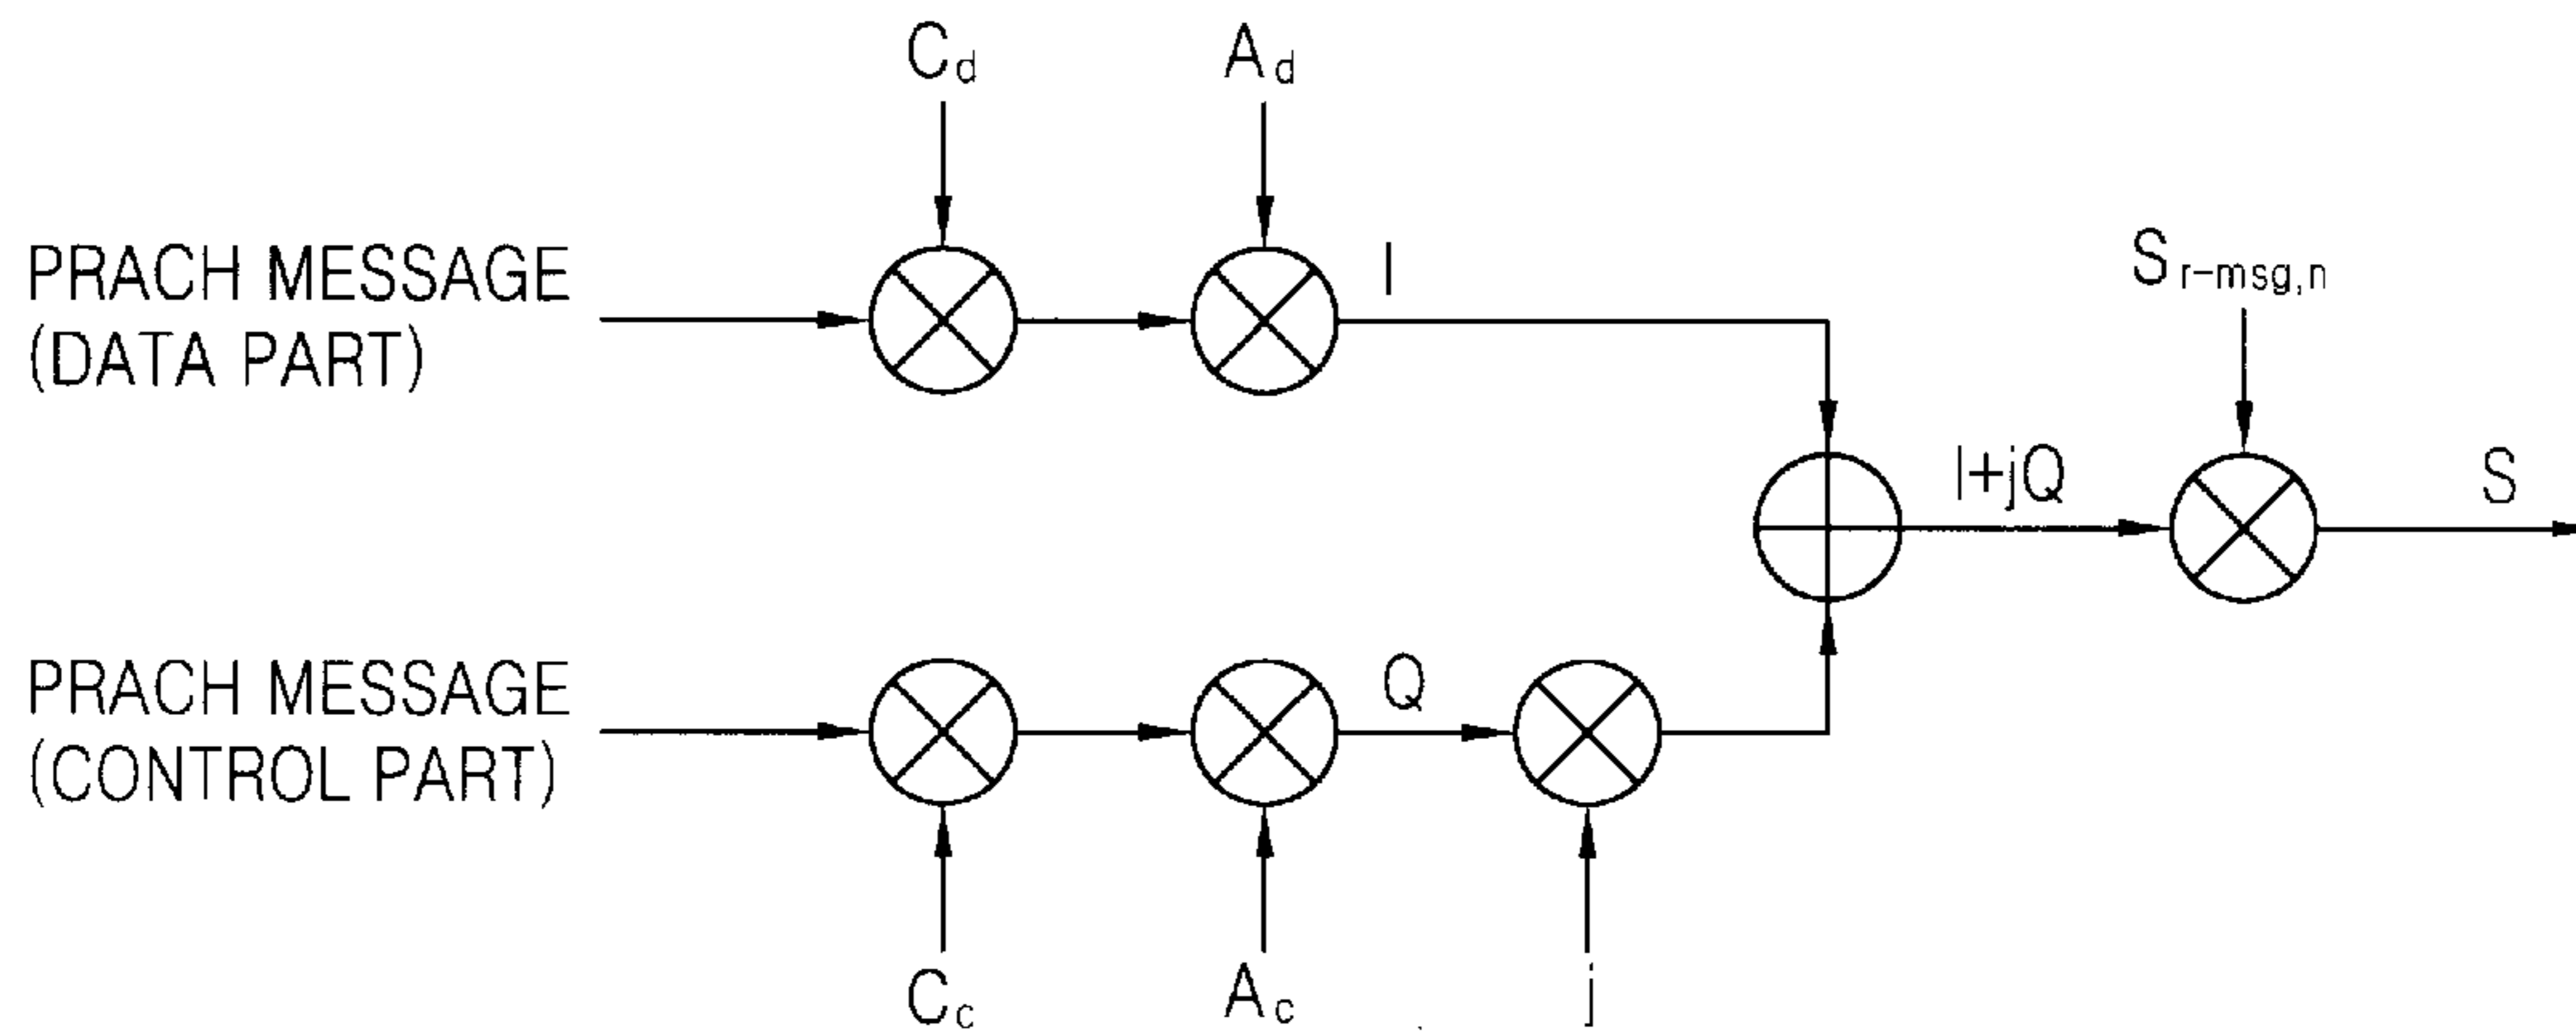 Cd
Ad
PRACH MESSAGE
(DATA PART)
I
Sr-msg,n
I+jQ
S
PRACH MESSAGE
(CONTROL PART)
Q
Cc
Ac
j